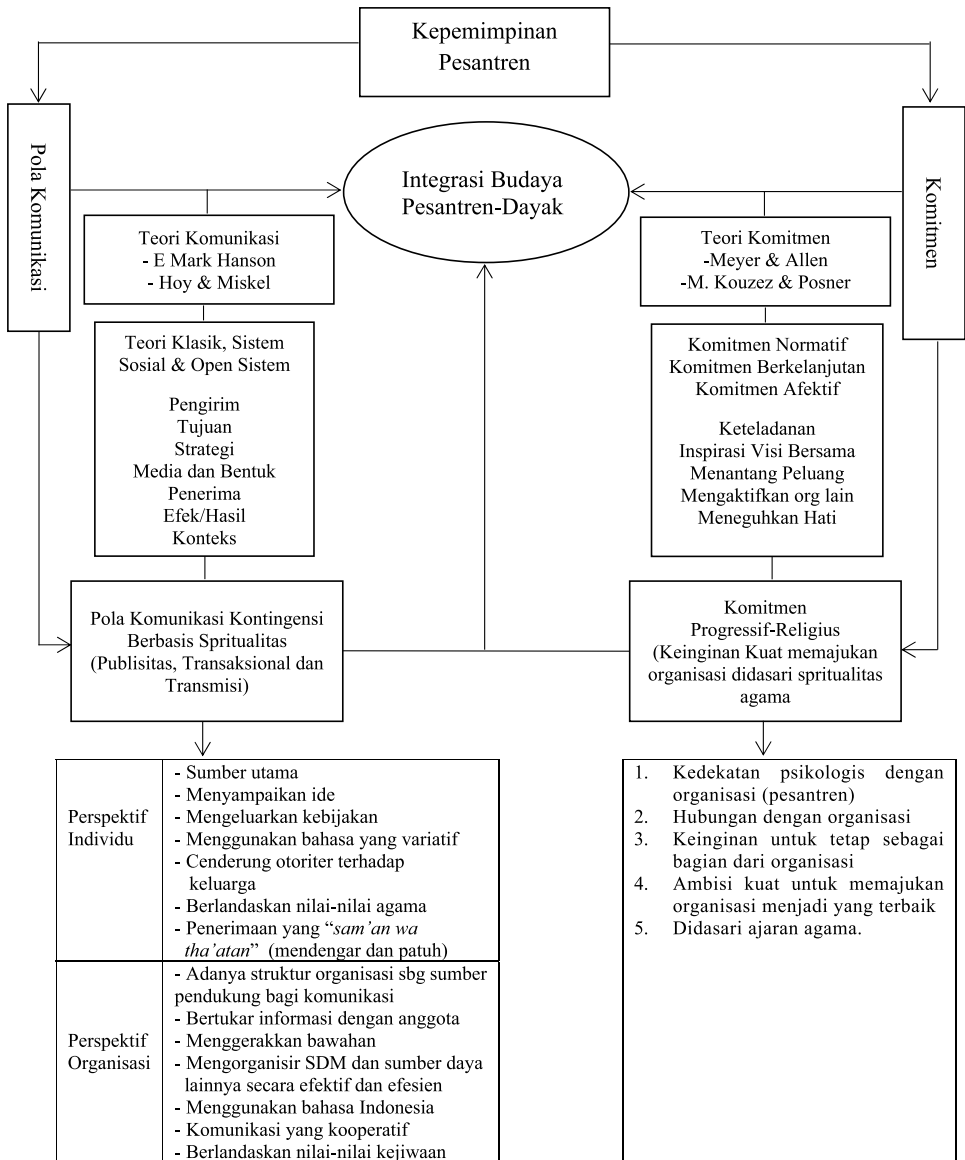 Kepemimpinan
Pesantren
Pola Komunikasi
Integrasi Budaya
Pesantren-Dayak
Komitmen
Teori Komunikasi
- E Mark Hanson
- Hoy & Miskel
Teori Komitmen
-Meyer & Allen
-M. Kouzez & Posner
Teori Klasik, Sistem
Sosial & Open Sistem
Pengirim
Tujuan
Strategi
Media dan Bentuk
Penerima
Efek/Hasil
Konteks
Komitmen Normatif
Komitmen Berkelanjutan
Komitmen Afektif
Keteladanan
Inspirasi Visi Bersama
Menantang Peluang
Mengaktifkan org lain
Meneguhkan Hati
Pola Komunikasi Kontingensi
Berbasis Spritualitas
(Publisitas, Transaksional dan
Transmisi)
Komitmen
Progressif-Religius
(Keinginan Kuat memajukan
organisasi didasari spritualitas
agama
Perspektif
Individu
- Sumber utama
- Menyampaikan ide
- Mengeluarkan kebijakan
- Menggunakan bahasa yang variatif
- Cenderung otoriter terhadap
keluarga
- Berlandaskan nilai-nilai agama
- Penerimaan yang “sam’an wa
tha’atan” (mendengar dan patuh)
Perspektif
Organisasi
- Adanya struktur organisasi sbg sumber
pendukung bagi komunikasi
- Bertukar informasi dengan anggota
- Menggerakkan bawahan
- Mengorganisir SDM dan sumber daya
lainnya secara efektif dan efesien
- Menggunakan bahasa Indonesia
- Komunikasi yang kooperatif
- Berlandaskan nilai-nilai kejiwaan
1. Kedekatan psikologis dengan
organisasi (pesantren)
2. Hubungan dengan organisasi
3. Keinginan untuk tetap sebagai
bagian dari organisasi
4. Ambisi kuat untuk memajukan
organisasi menjadi yang terbaik
5. Didasari ajaran agama.